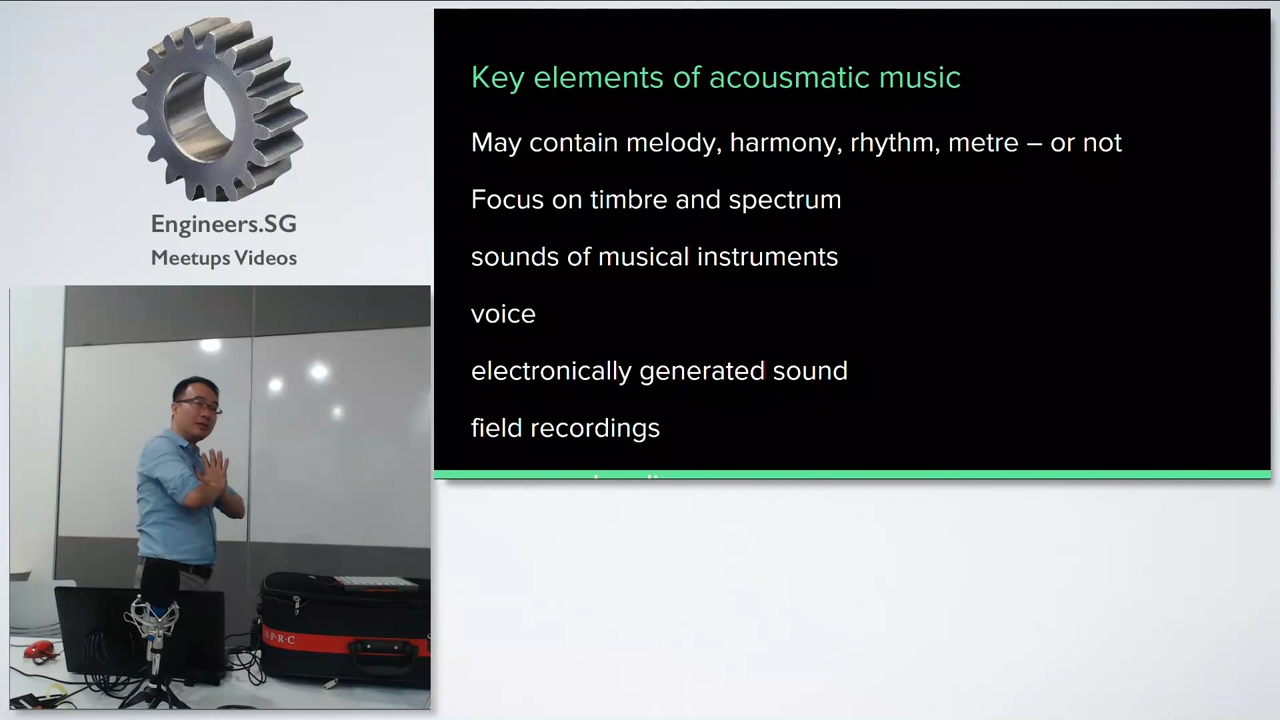 Engineers.SG
Meetups Videos
Key elements of acousmatic music
May contain melody, harmony, rhythm, metre – or not
Focus on timbre and spectrum
sounds of musical instruments
voice
electronically generated sound
field recordings
P·R·C